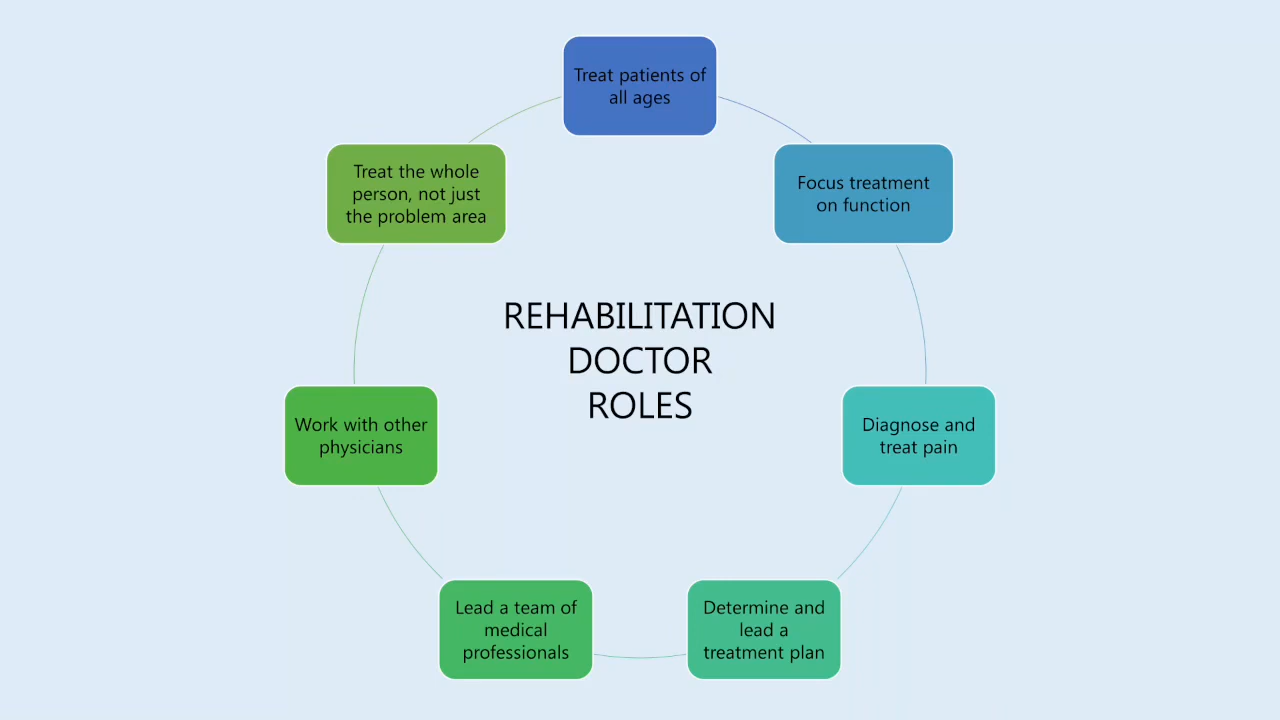 Treat patients of
all ages
Focus treatment
on function
Diagnose and
treat pain
Determine and
lead a
treatment plan
Lead a team of
medical
professionals
Work with other
physicians
Treat the whole
person, not just
the problem area
REHABILITATION
DOCTOR
ROLES